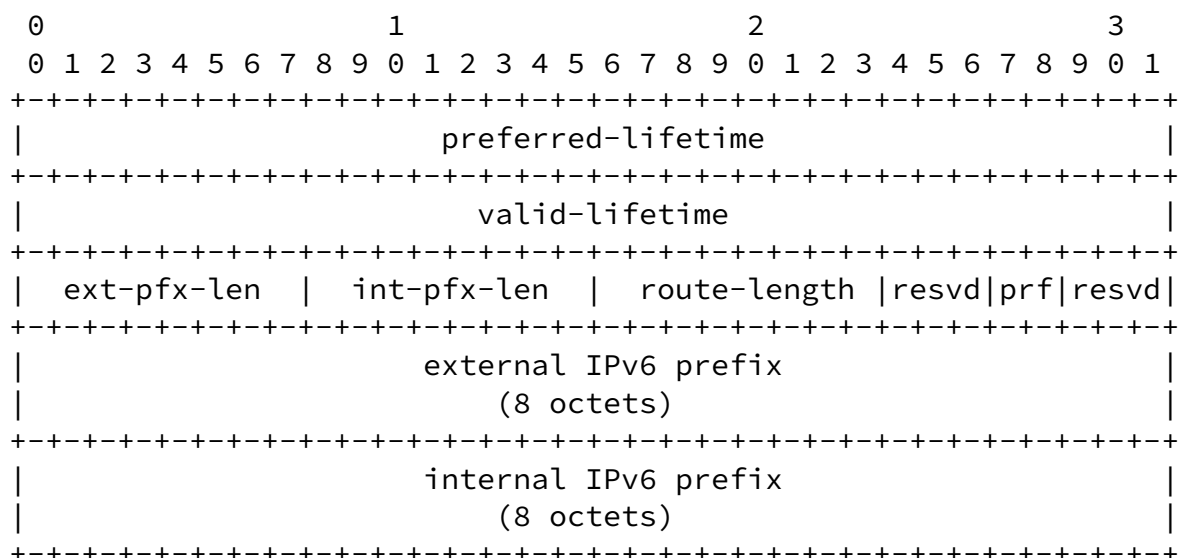 0                   1                   2                   3
 0 1 2 3 4 5 6 7 8 9 0 1 2 3 4 5 6 7 8 9 0 1 2 3 4 5 6 7 8 9 0 1
+-+-+-+-+-+-+-+-+-+-+-+-+-+-+-+-+-+-+-+-+-+-+-+-+-+-+-+-+-+-+-+-+
|                       preferred-lifetime                      |
+-+-+-+-+-+-+-+-+-+-+-+-+-+-+-+-+-+-+-+-+-+-+-+-+-+-+-+-+-+-+-+-+
|                         valid-lifetime                        |
+-+-+-+-+-+-+-+-+-+-+-+-+-+-+-+-+-+-+-+-+-+-+-+-+-+-+-+-+-+-+-+-+
|  ext-pfx-len  |  int-pfx-len  |  route-length |resvd|prf|resvd|
+-+-+-+-+-+-+-+-+-+-+-+-+-+-+-+-+-+-+-+-+-+-+-+-+-+-+-+-+-+-+-+-+
|                      external IPv6 prefix                     |
|                          (8 octets)                           |
+-+-+-+-+-+-+-+-+-+-+-+-+-+-+-+-+-+-+-+-+-+-+-+-+-+-+-+-+-+-+-+-+
|                      internal IPv6 prefix                     |
|                          (8 octets)                           |
+-+-+-+-+-+-+-+-+-+-+-+-+-+-+-+-+-+-+-+-+-+-+-+-+-+-+-+-+-+-+-+-+